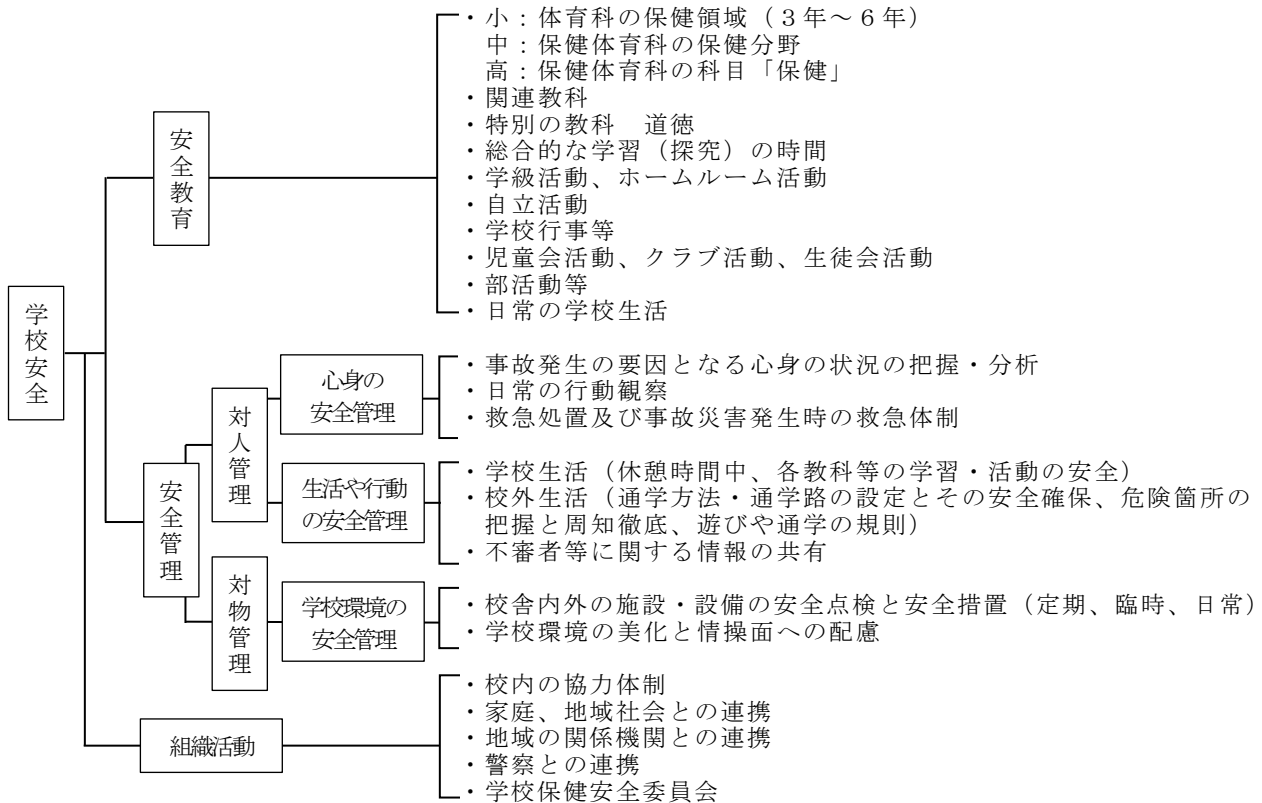 学校安全
安全教育
・小：体育科の保健領域（３年～６年）
中：保健体育科の保健分野
高：保健体育科の科目「保健」
・関連教科
・特別の教科　道徳
・総合的な学習（探究）の時間
・学級活動、ホームルーム活動
・自立活動
・学校行事等
・児童会活動、クラブ活動、生徒会活動
・部活動等
・日常の学校生活
安全管理
対人管理
心身の
安全管理
・事故発生の要因となる心身の状況の把握・分析
・日常の行動観察
・救急処置及び事故災害発生時の救急体制
生活や行動
の安全管理
・学校生活（休憩時間中、各教科等の学習・活動の安全）
・校外生活（通学方法・通学路の設定とその安全確保、危険箇所の
把握と周知徹底、遊びや通学の規則）
・不審者等に関する情報の共有
対物管理
学校環境の
安全管理
・校舎内外の施設・設備の安全点検と安全措置（定期、臨時、日常）
・学校環境の美化と情操面への配慮
組織活動
・校内の協力体制
・家庭、地域社会との連携
・地域の関係機関との連携
・警察との連携
・学校保健安全委員会